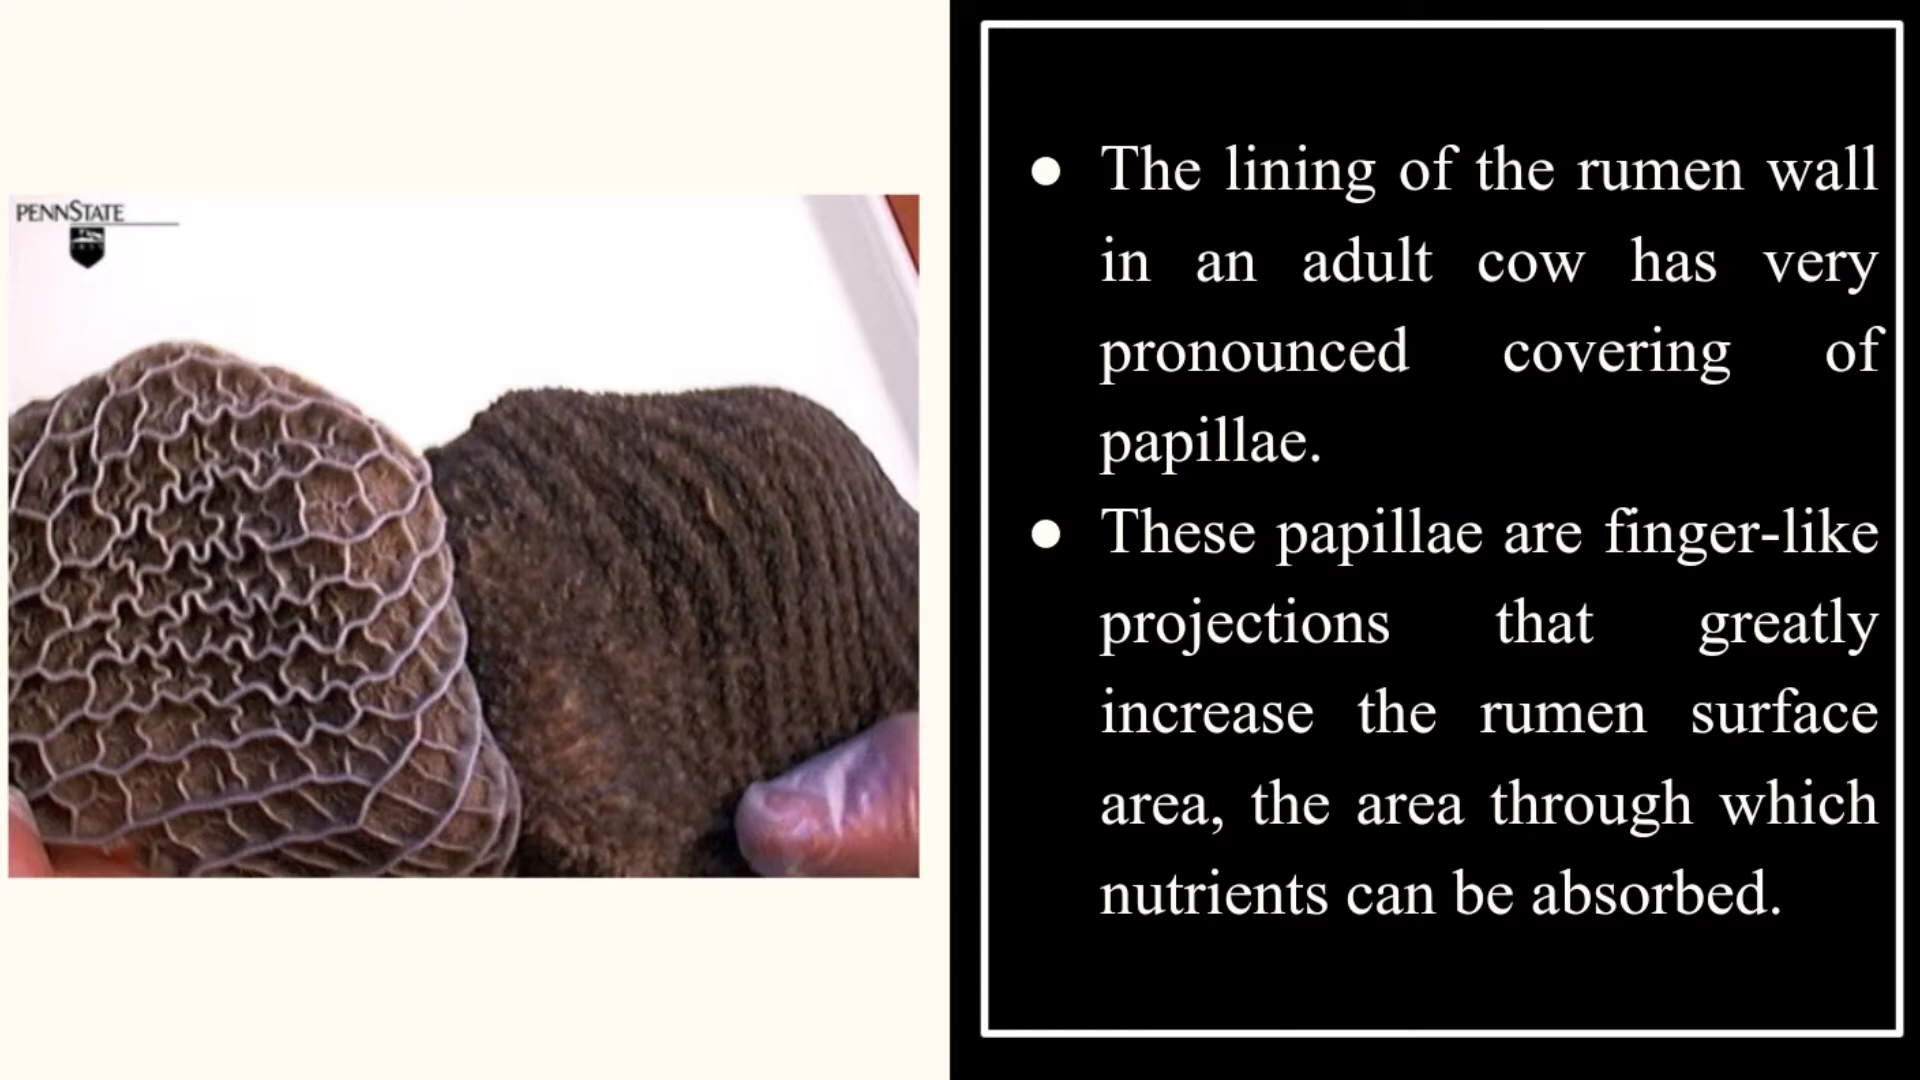 PENNSTATE
● The lining of the rumen wall
in an adult cow has very
pronounced covering of
papillae.
● These papillae are finger-like
projections that greatly
increase the rumen surface
area, the area through which
nutrients can be absorbed.